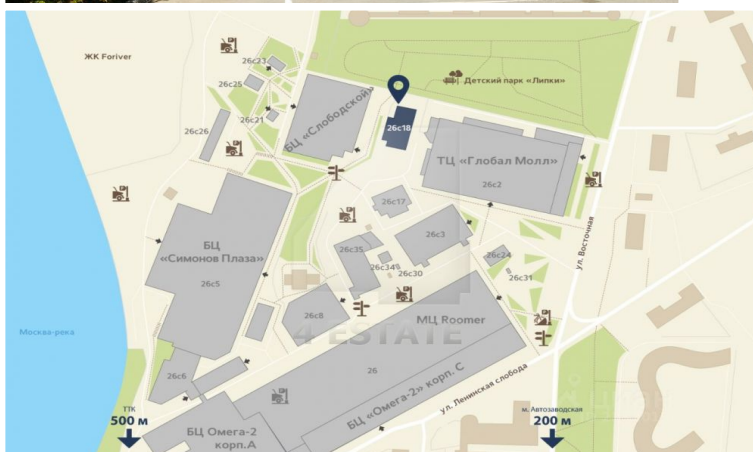 ЖК Foriver
26с23
26с25
26с21
26с26
БЦ «Слободской»
26с18
Детский парк «Липки»
ТЦ «Глобал Молл»
26с2
26с17
26с3
26с35
26с34
26с30
26с24
26с31
ул. Восточная
БЦ
«Симонов Плаза»
26с5
26с8
МЦ Roomer
4 ESTATE
26
БЦ «Омега-2» корп. С
ул. Ленинская слобода
Москва-река
26с6
ТТК
500 м
БЦ Омега-2
корп.А
м. Автозаводская
200 м